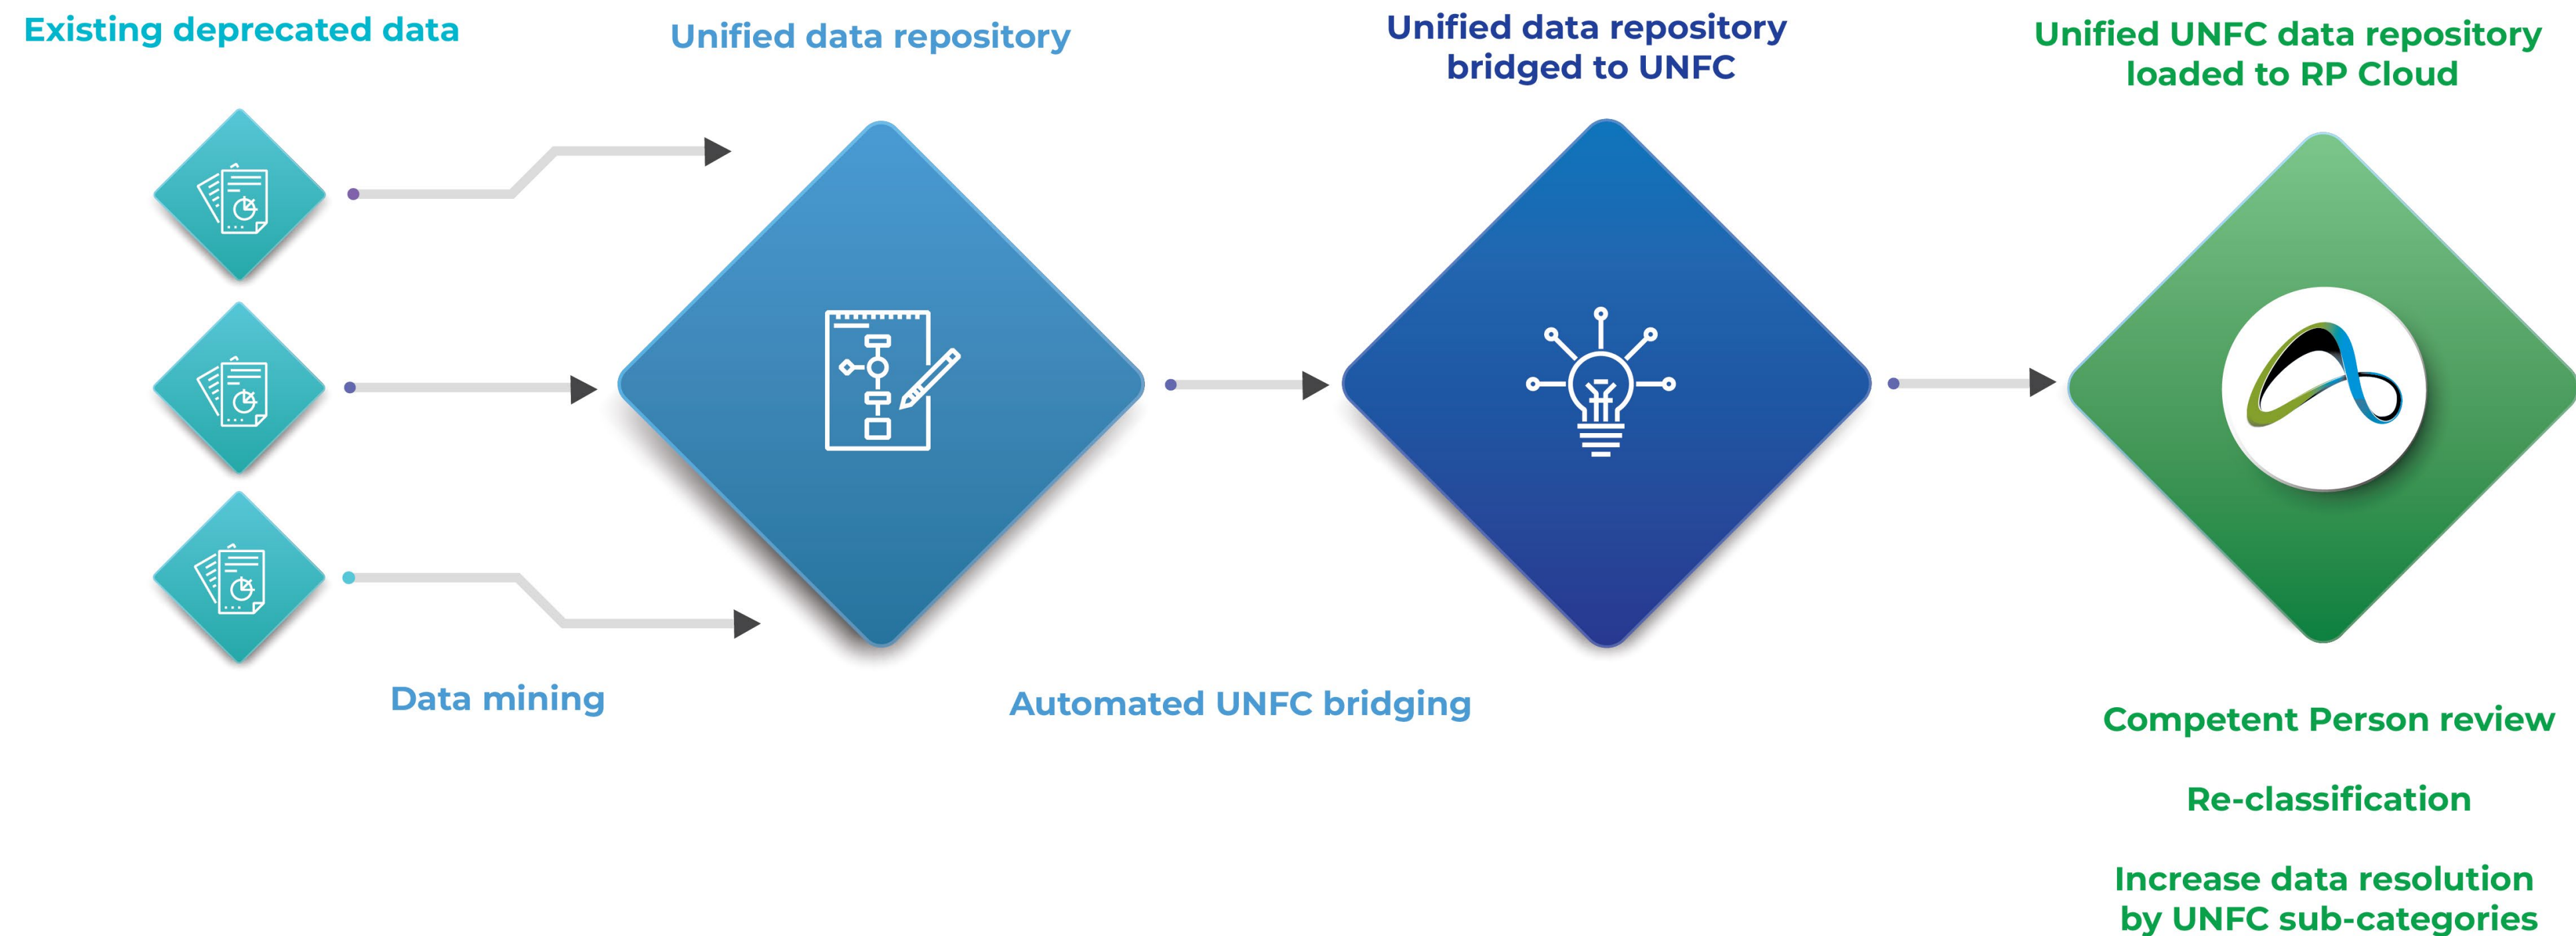 Existing deprecated data
Unified data repository
Unified data repository
bridged to UNFC
Unified UNFC data repository
loaded to RP Cloud
Data mining
Automated UNFC bridging
Competent Person review
Re-classification
Increase data resolution
by UNFC sub-categories